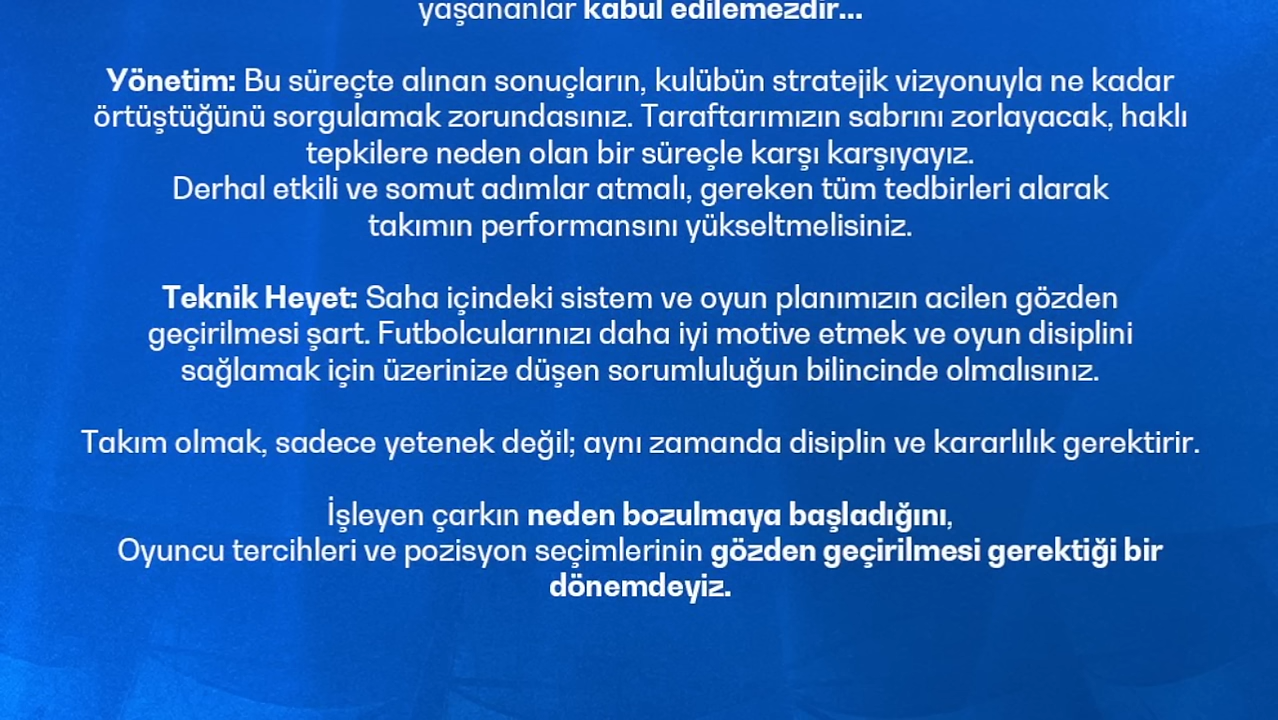 yaşananlar kabul edilemezdir...
Yönetim: Bu süreçte alınan sonuçların, kulübün stratejik vizyonuyla ne kadar
örtüştüğünü sorgulamak zorundasınız. Taraftarımızın sabrını zorlayacak, haklı
tepkilere neden olan bir süreçle karşı karşıyayız.
Derhal etkili ve somut adımlar atmalı, gereken tüm tedbirleri alarak
takımın performansını yükseltmelisiniz.
Teknik Heyet: Saha içindeki sistem ve oyun planımızın acilen gözden
geçirilmesi şart. Futbolcularınızı daha iyi motive etmek ve oyun disiplini
sağlamak için üzerinize düşen sorumluluğun bilincinde olmalısınız.
Takım olmak, sadece yetenek değil; aynı zamanda disiplin ve kararlılık gerektirir.
İşleyen çarkın neden bozulmaya başladığını,
Oyuncu tercihleri ve pozisyon seçimlerinin gözden geçirilmesi gerektiği bir
dönemdeyiz.